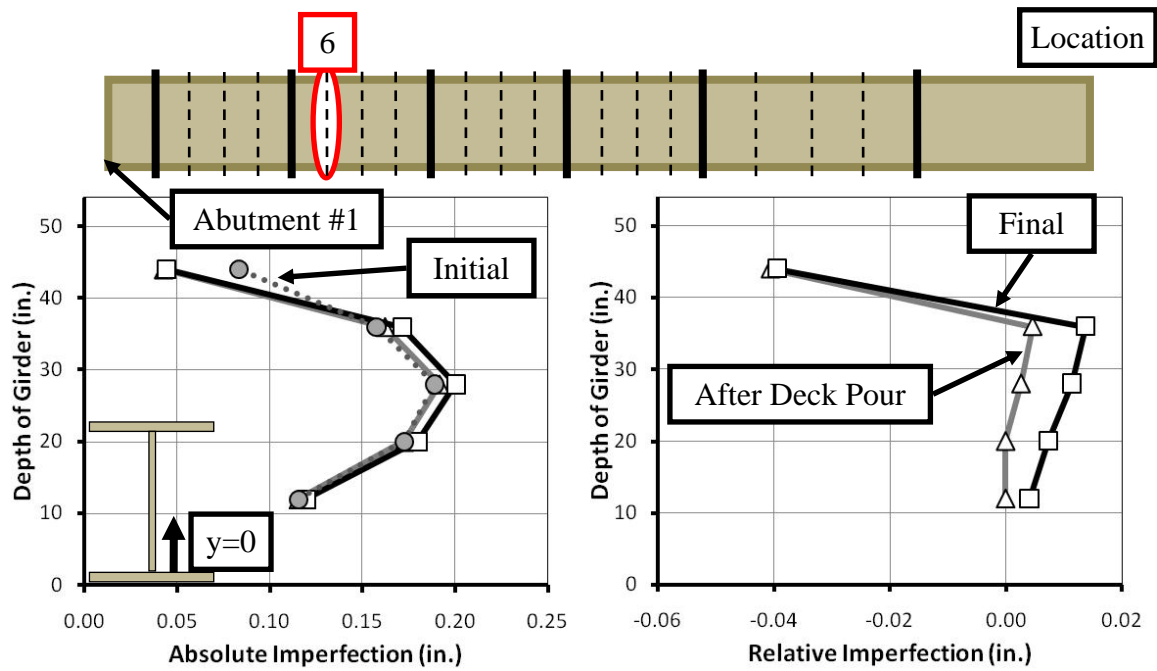 6
Location
Abutment #1
Initial
Final
After Deck Pour
y=0
Depth of Girder (in.)
50
40
30
20
10
0
0.00 0.05 0.10 0.15 0.20 0.25
Absolute Imperfection (in.)
Depth of Girder (in.)
50
40
30
20
10
0
-0.06 -0.04 -0.02 0.00 0.02
Relative Imperfection (in.)